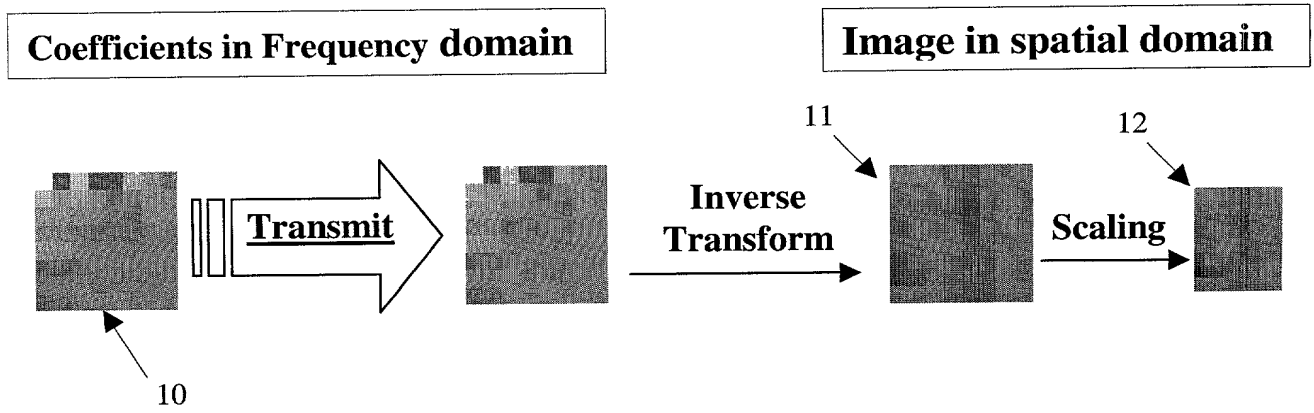 Coefficients in Frequency domain
Image in spatial domain
11
12
Transmit
Inverse
Transform
Scaling
10